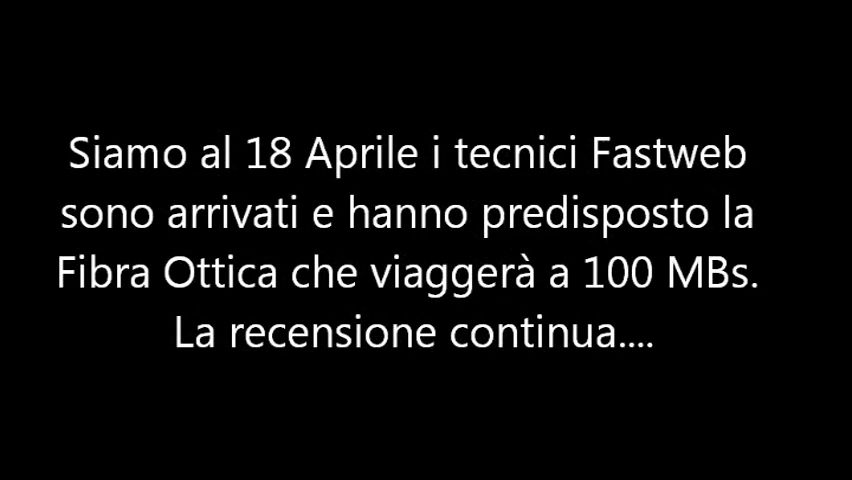 Siamo al 18 Aprile i tecnici Fastweb
sono arrivati e hanno predisposto la
Fibra Ottica che viaggerà a 100 MBs.
La recensione continua....